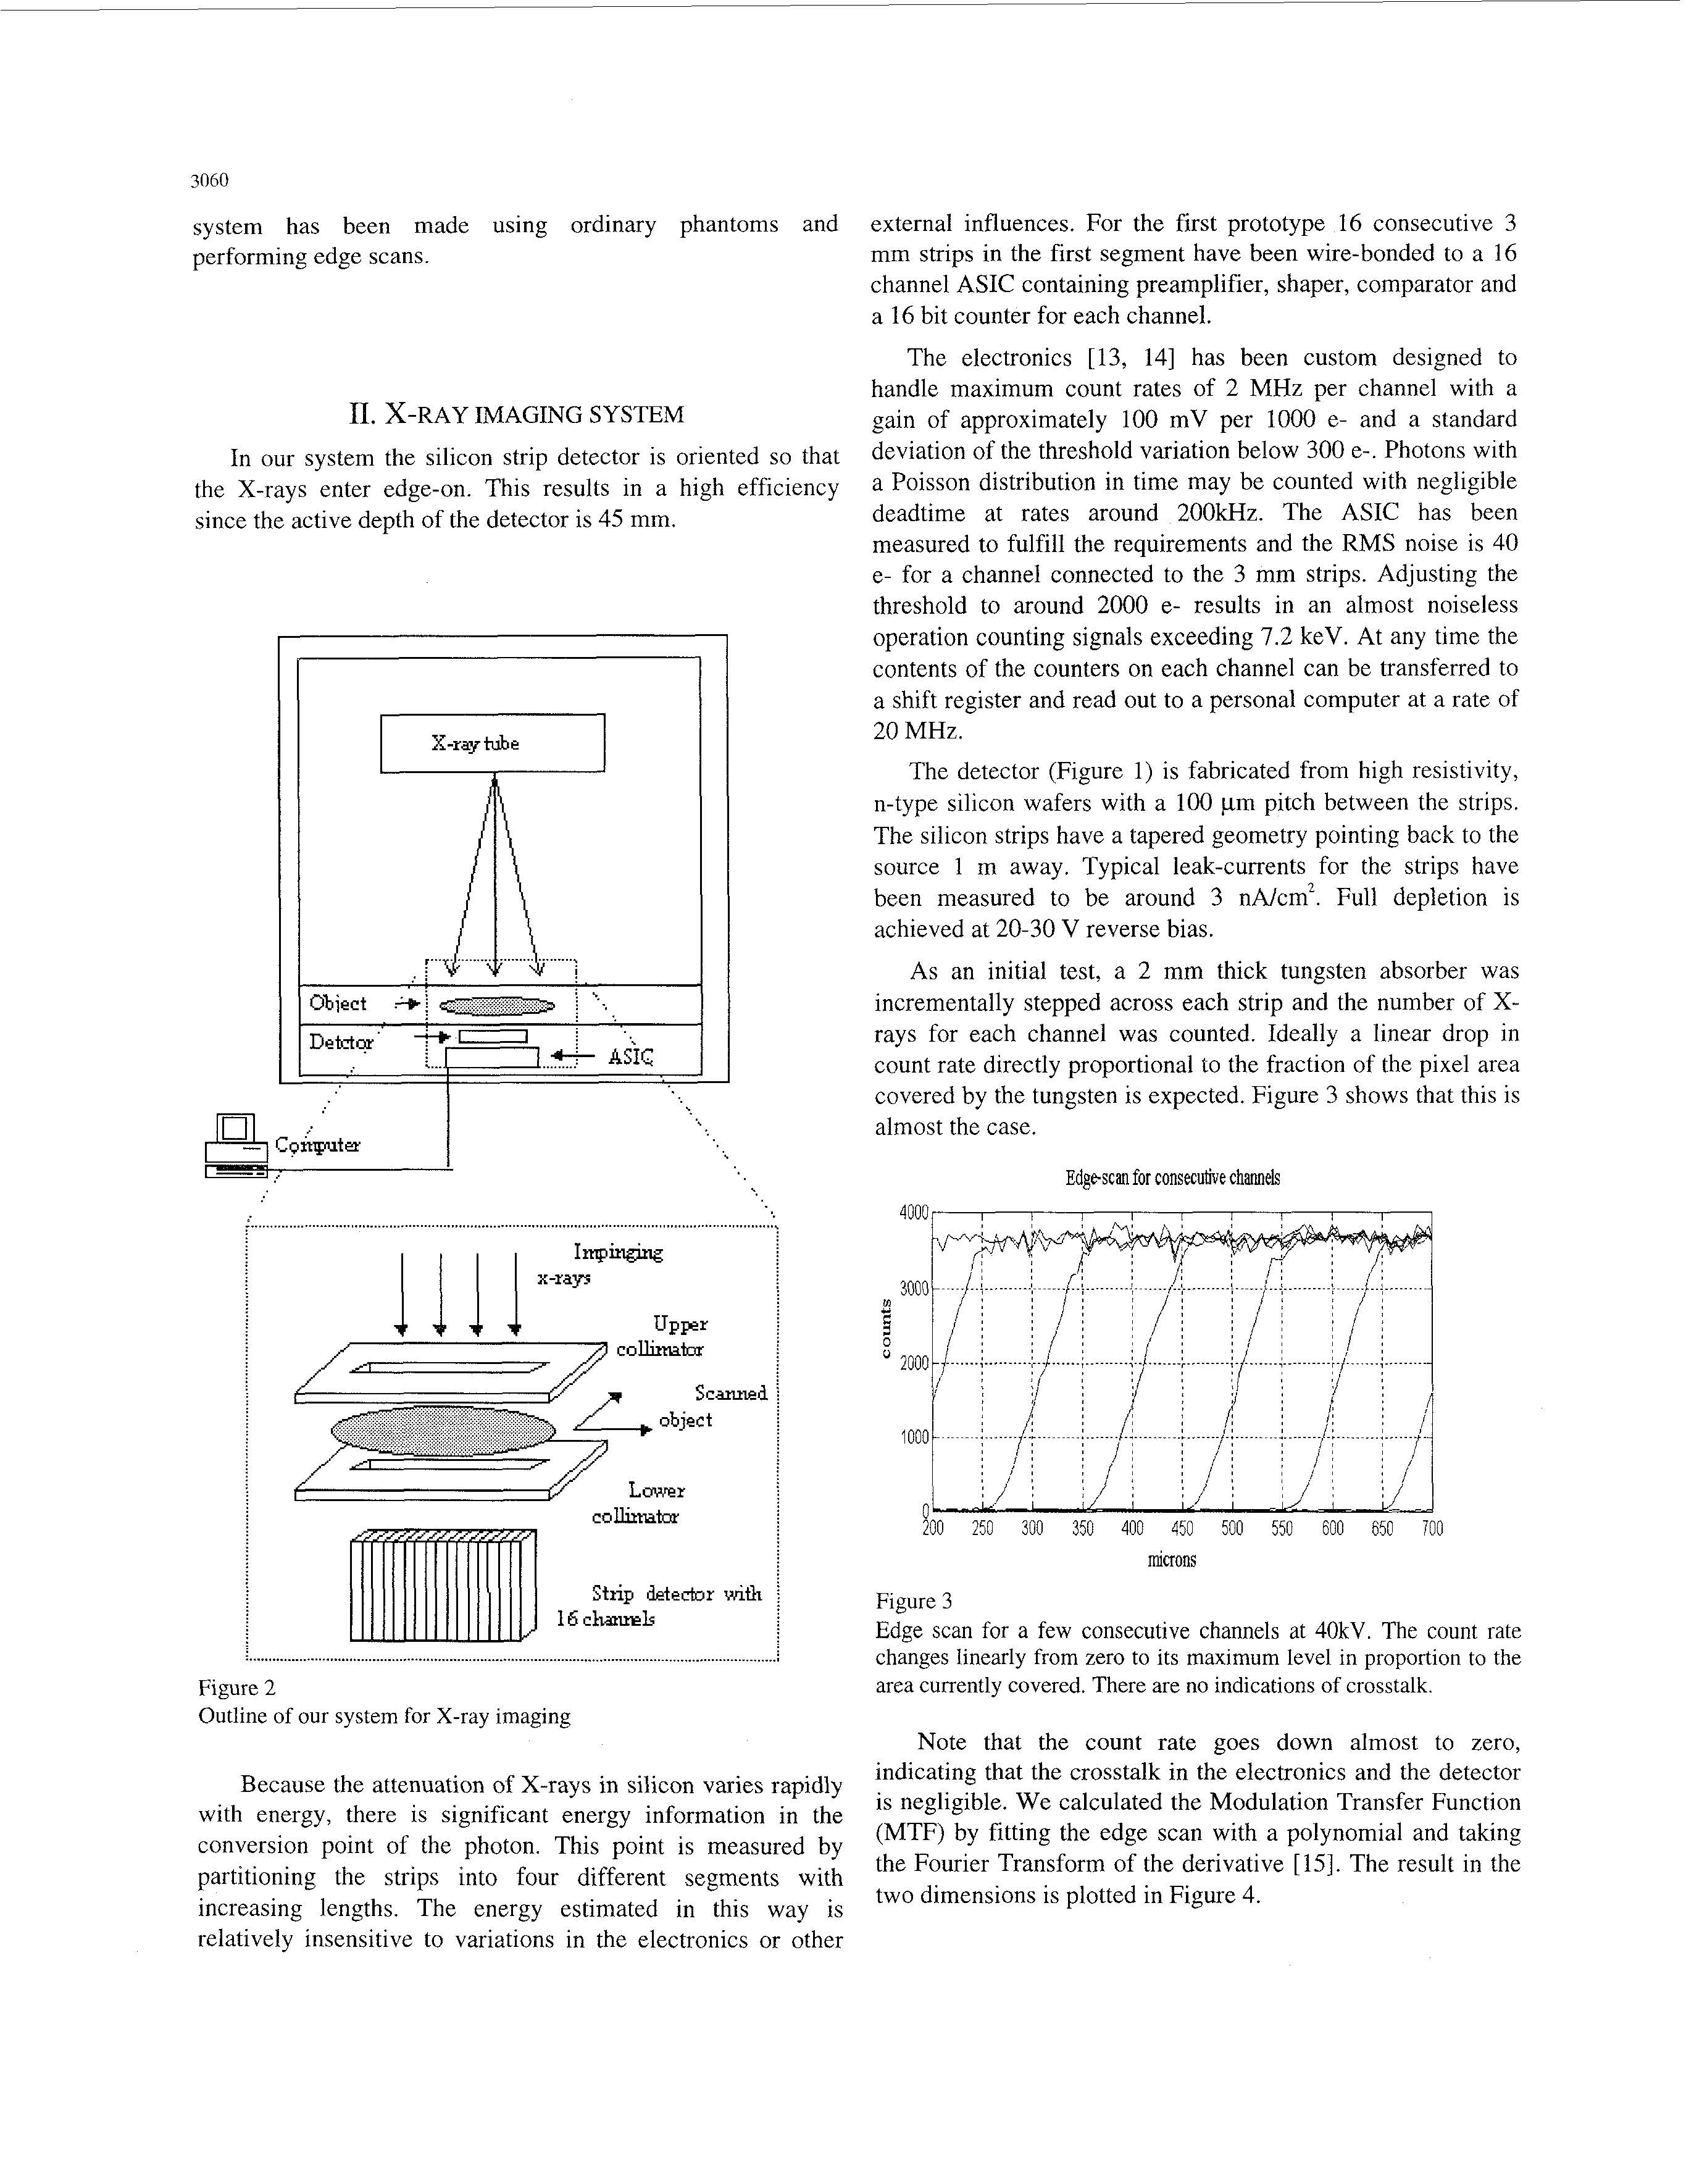 3060
system has been made using ordinary phantoms and
performing edge scans.
II. X-RAY IMAGING SYSTEM
In our system the silicon strip detector is oriented so that
the X-rays enter edge-on. This results in a high efficiency
since the active depth of the detector is 45 mm.
X-ray tube
Object
Detctor
ASIC
Computer
Impinging
x-rays
Upper
collimator
Scanned
object
Lower
collimator
Strip detector with
16 channels
Figure 2
Outline of our system for X-ray imaging
Because the attenuation of X-rays in silicon varies rapidly
with energy, there is significant energy information in the
conversion point of the photon. This point is measured by
partitioning the strips into four different segments with
increasing lengths. The energy estimated in this way is
relatively insensitive to variations in the electronics or other
external influences. For the first prototype 16 consecutive 3
mm strips in the first segment have been wire-bonded to a 16
channel ASIC containing preamplifier, shaper, comparator and
a 16 bit counter for each channel.
The electronics [13, 14] has been custom designed to
handle maximum count rates of 2 MHz per channel with a
gain of approximately 100 mV per 1000 e- and a standard
deviation of the threshold variation below 300 e-. Photons with
a Poisson distribution in time may be counted with negligible
deadtime at rates around 200kHz. The ASIC has been
measured to fulfill the requirements and the RMS noise is 40
e- for a channel connected to the 3 mm strips. Adjusting the
threshold to around 2000 e- results in an almost noiseless
operation counting signals exceeding 7.2 keV. At any time the
contents of the counters on each channel can be transferred to
a shift register and read out to a personal computer at a rate of
20 MHz.
The detector (Figure 1) is fabricated from high resistivity,
n-type silicon wafers with a 100 µm pitch between the strips.
The silicon strips have a tapered geometry pointing back to the
source 1 m away. Typical leak-currents for the strips have
been measured to be around 3 nA/cm². Full depletion is
achieved at 20-30 V reverse bias.
As an initial test, a 2 mm thick tungsten absorber was
incrementally stepped across each strip and the number of X-
rays for each channel was counted. Ideally a linear drop in
count rate directly proportional to the fraction of the pixel area
covered by the tungsten is expected. Figure 3 shows that this is
almost the case.
Edge-scan for consecutive channels
4000
3000
2000
1000
0
counts
200 250 300 350 400 450 500 550 600 650 700
microns
Figure 3
Edge scan for a few consecutive channels at 40kV. The count rate
changes linearly from zero to its maximum level in proportion to the
area currently covered. There are no indications of crosstalk.
Note that the count rate goes down almost to zero,
indicating that the crosstalk in the electronics and the detector
is negligible. We calculated the Modulation Transfer Function
(MTF) by fitting the edge scan with a polynomial and taking
the Fourier Transform of the derivative [15]. The result in the
two dimensions is plotted in Figure 4.